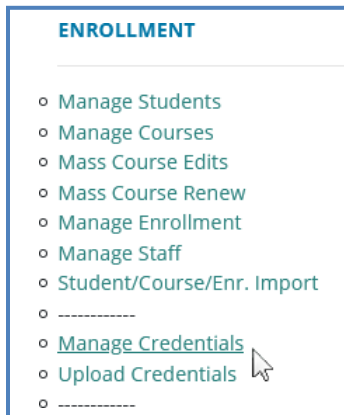 ENROLLMENT
Manage Students
Manage Courses
Mass Course Edits
Mass Course Renew
Manage Enrollment
Manage Staff
Student/Course/Enr. Import
------------
Manage Credentials
Upload Credentials
------------